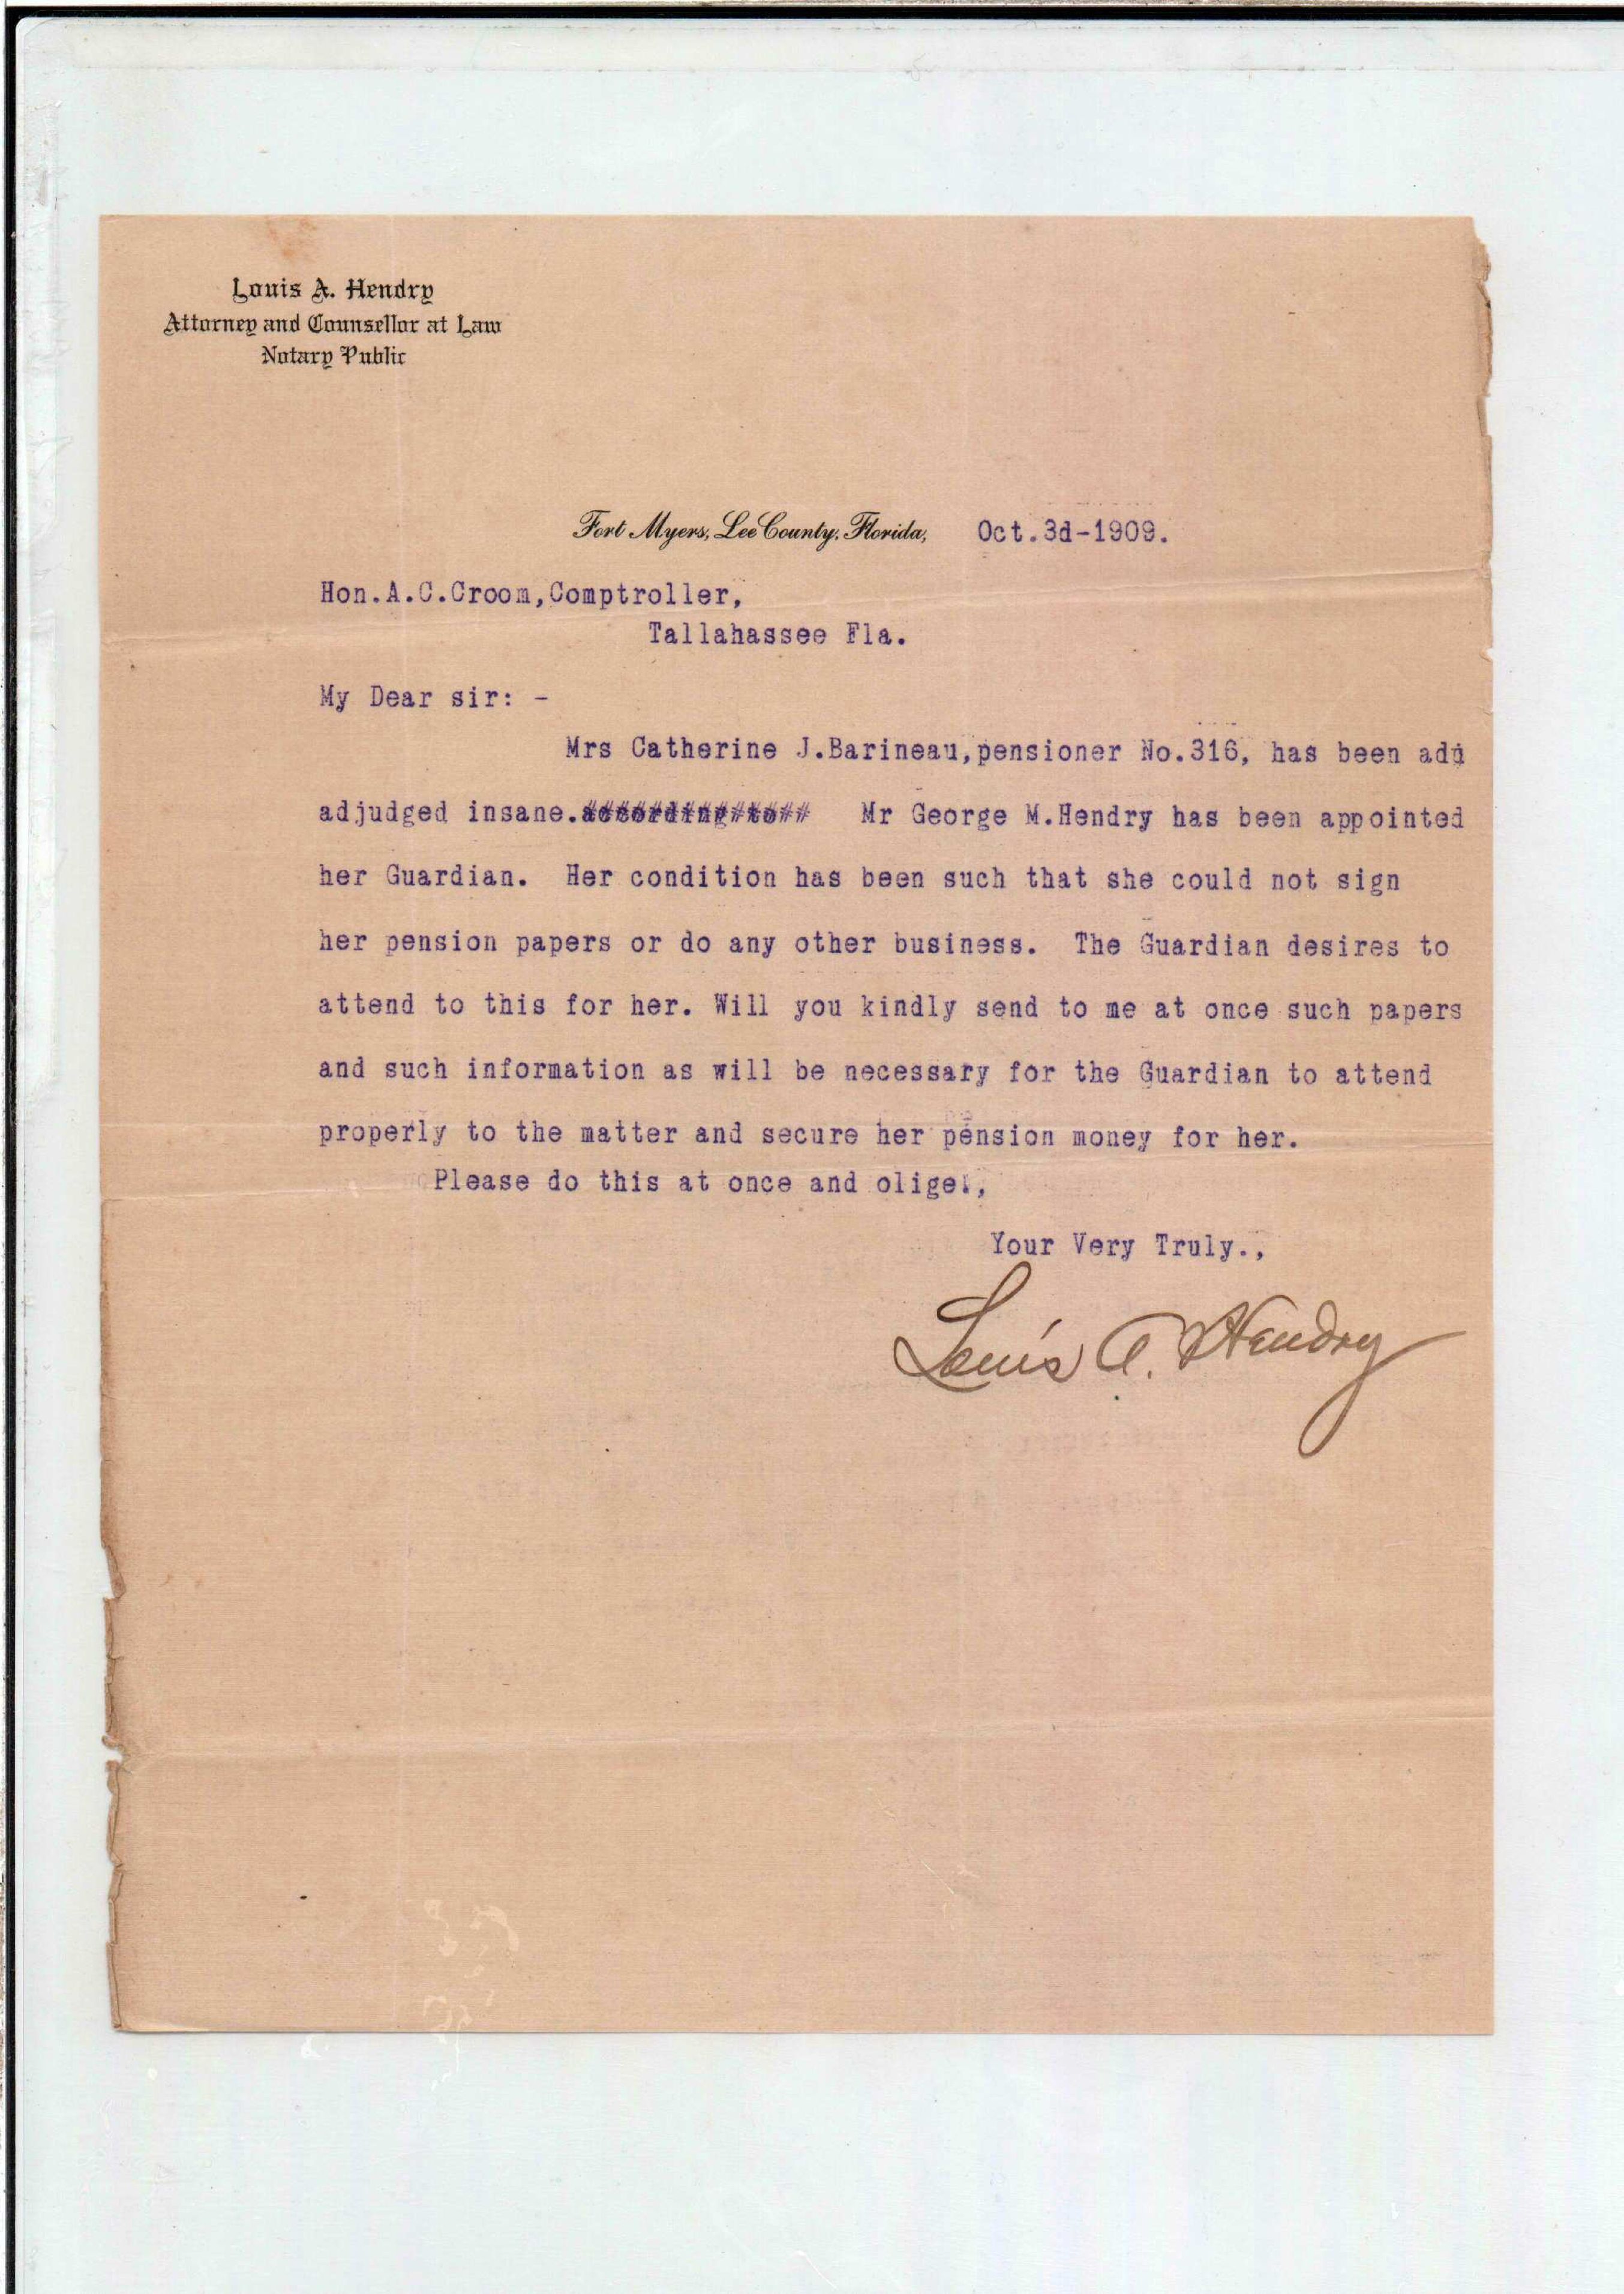 Louis A. Hendry
Attorney and Counsellor at Law
Notary Public
Fort Myers, Lee County, Florida, Oct.3d-1909.
Hon.A.C.Croom,Comptroller,
Tallahassee Fla.
My Dear sir: -
Mrs Catherine J.Barineau,pensioner No.316, has been adj
adjudged insane.according to Mr George M.Hendry has been appointed
her Guardian. Her condition has been such that she could not sign
her pension papers or do any other business. The Guardian desires to
attend to this for her. Will you kindly send to me at once such papers
and such information as will be necessary for the Guardian to attend
properly to the matter and secure her pension money for her.
Please do this at once and olige.,
Your Very Truly.,
Louis A. Hendry